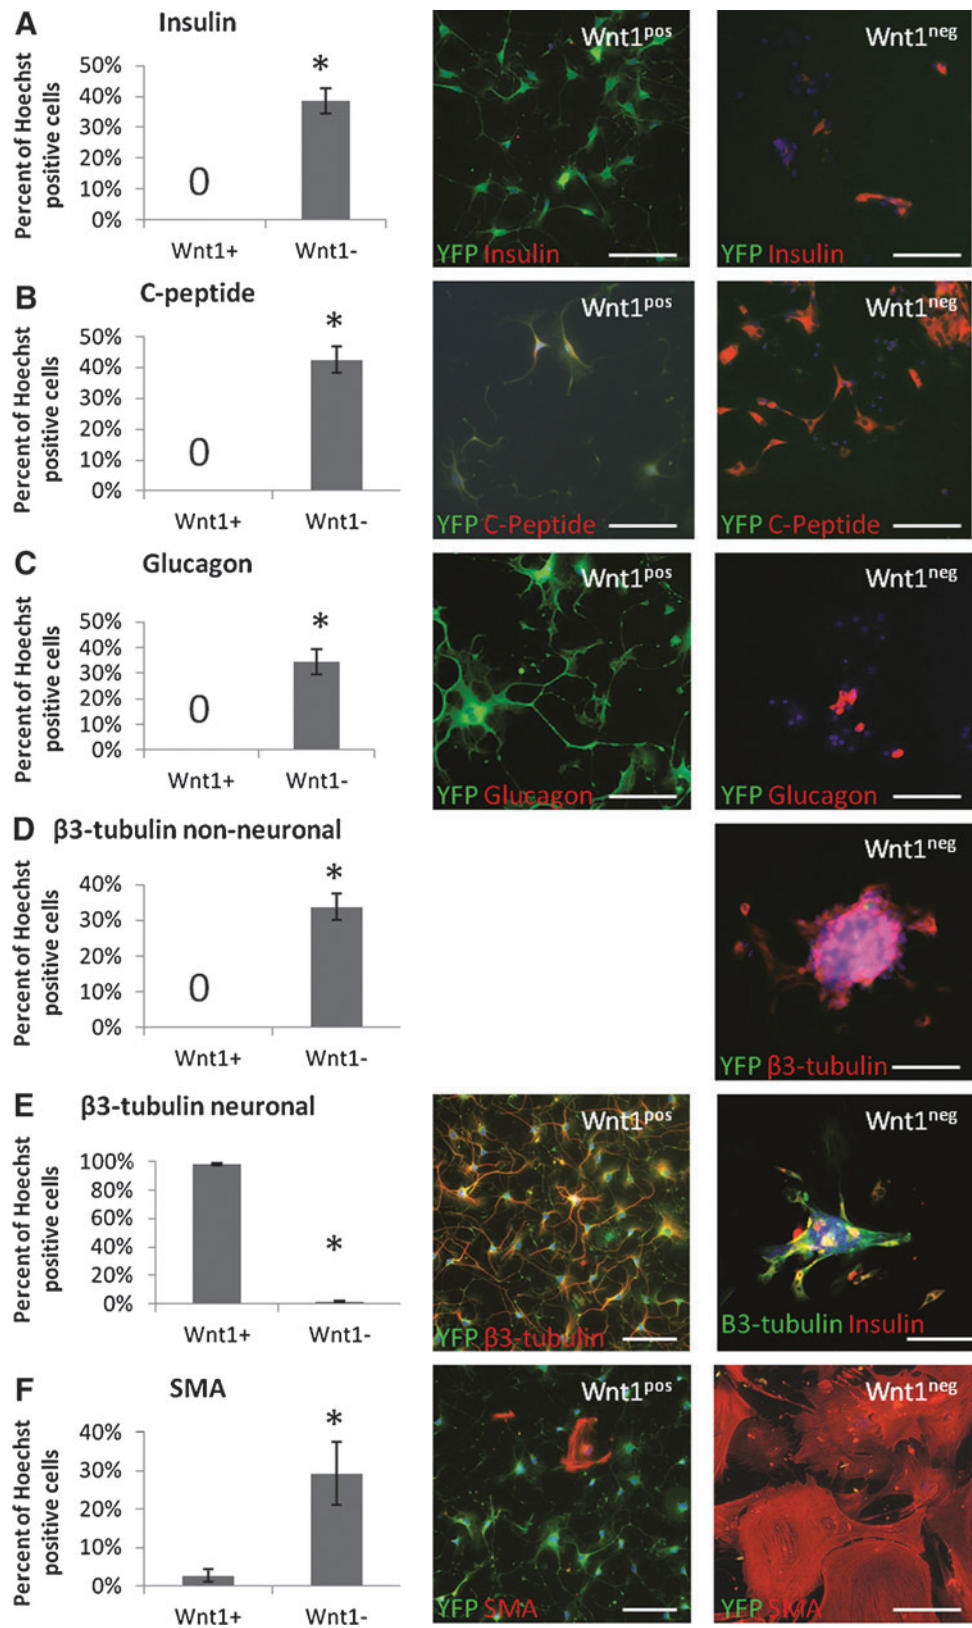 A
Insulin
Percent of Hoechst
positive cells
50%
40%
30%
20%
10%
0%
0
*
Wnt1+
Wnt1-
Wnt1pos
YFP Insulin
Wnt1neg
YFP Insulin
B
C-peptide
Percent of Hoechst
positive cells
50%
40%
30%
20%
10%
0%
0
*
Wnt1+
Wnt1-
Wnt1pos
YFP C-Peptide
Wnt1neg
YFP C-Peptide
C
Glucagon
Percent of Hoechst
positive cells
50%
40%
30%
20%
10%
0%
0
*
Wnt1+
Wnt1-
Wnt1pos
YFP Glucagon
Wnt1neg
YFP Glucagon
D
β3-tubulin non-neuronal
Percent of Hoechst
positive cells
40%
30%
20%
10%
0%
0
*
Wnt1+
Wnt1-
Wnt1neg
YFP β3-tubulin
E
β3-tubulin neuronal
Percent of Hoechst
positive cells
100%
80%
60%
40%
20%
0%
*
Wnt1+
Wnt1-
Wnt1pos
YFP β3-tubulin
Wnt1neg
B3-tubulin Insulin
F
SMA
Percent of Hoechst
positive cells
40%
30%
20%
10%
0%
*
Wnt1+
Wnt1-
Wnt1pos
YFP SMA
Wnt1neg
YFP SMA